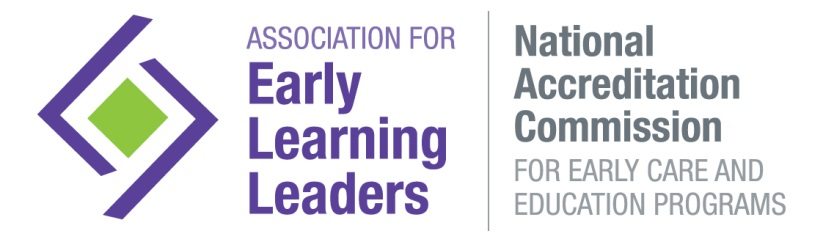 ASSOCIATION FOR
Early
Learning
Leaders
National
Accreditation
Commission
FOR EARLY CARE AND
EDUCATION PROGRAMS